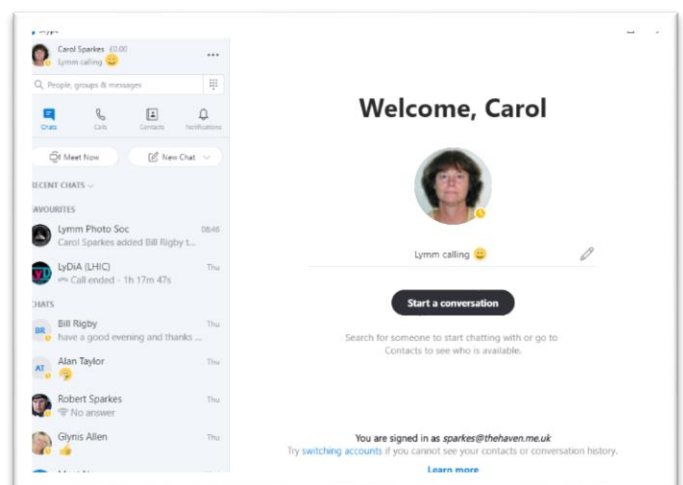 Carol Sparkes £0.00
Lymm calling 😀
People, groups & messages
Chats
Calls
Contacts
Notifications
Meet Now
New Chat
RECENT CHATS
FAVOURITES
Lymm Photo Soc 08:46
Carol Sparkes added Bill Rigby t...
LyDiA (LHIC) Thu
Call ended - 1h 17m 47s
CHATS
BR
Bill Rigby Thu
have a good evening and thanks ...
AT
Alan Taylor Thu
Robert Sparkes Thu
No answer
Glynis Allen Thu
👍
Welcome, Carol
Lymm calling 😀
Start a conversation
Search for someone to start chatting with or go to
Contacts to see who is available.
You are signed in as sparkes@thehaven.me.uk
Try switching accounts if you cannot see your contacts or conversation history.
Learn more